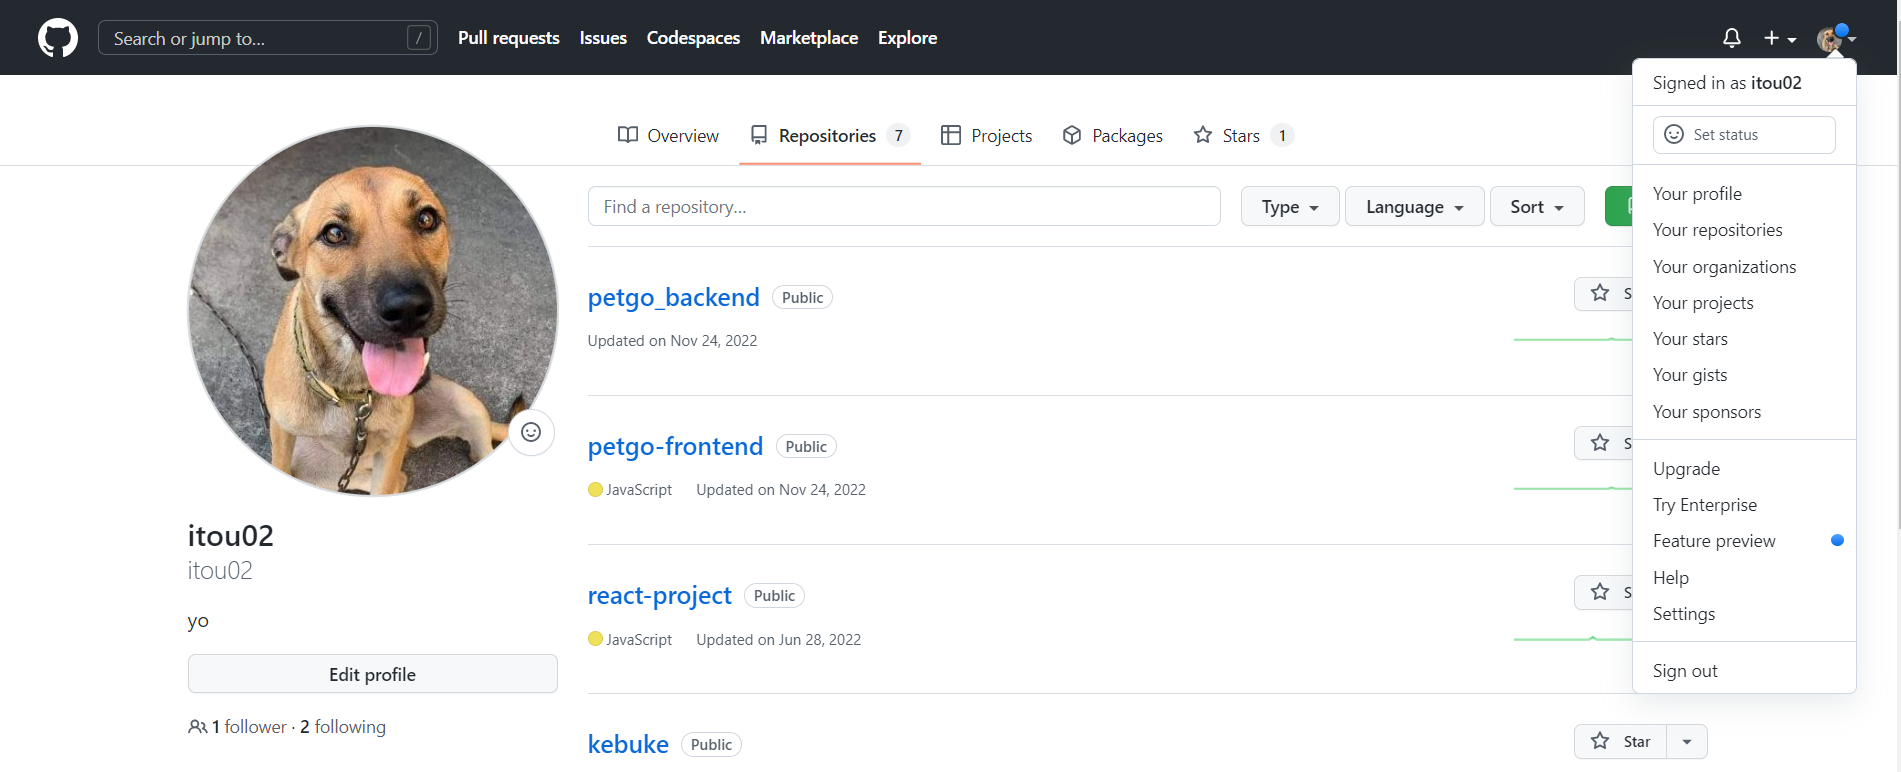 Search or jump to... / Pull requests Issues Codespaces Marketplace Explore
Signed in as itou02
Set status
Your profile
Your repositories
Your organizations
Your projects
Your stars
Your gists
Your sponsors
Upgrade
Try Enterprise
Feature preview
Help
Settings
Sign out
Overview Repositories 7 Projects Packages Stars 1
itou02
itou02
yo
Edit profile
1 follower · 2 following
Find a repository... Type Language Sort
petgo_backend Public
S
Updated on Nov 24, 2022
petgo-frontend Public
S
JavaScript Updated on Nov 24, 2022
react-project Public
S
JavaScript Updated on Jun 28, 2022
kebuke Public
Star